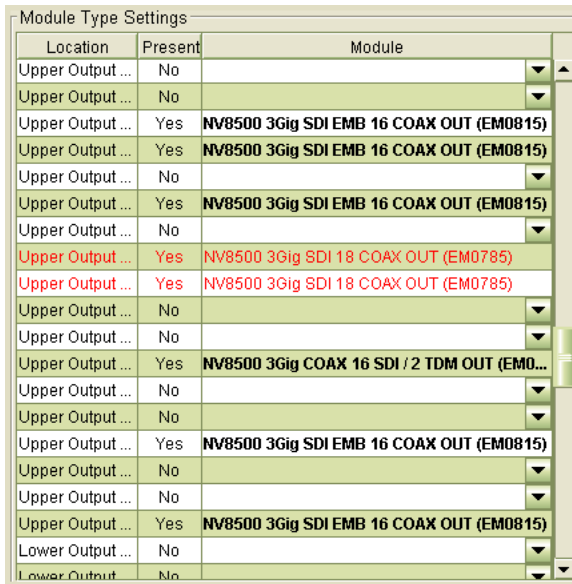 Module Type Settings
Location Present Module
Upper Output ... No
Upper Output ... No
Upper Output ... Yes NV8500 3Gig SDI EMB 16 COAX OUT (EM0815)
Upper Output ... Yes NV8500 3Gig SDI EMB 16 COAX OUT (EM0815)
Upper Output ... No
Upper Output ... Yes NV8500 3Gig SDI EMB 16 COAX OUT (EM0815)
Upper Output ... No
Upper Output ... Yes NV8500 3Gig SDI 18 COAX OUT (EM0785)
Upper Output ... Yes NV8500 3Gig SDI 18 COAX OUT (EM0785)
Upper Output ... No
Upper Output ... No
Upper Output ... Yes NV8500 3Gig COAX 16 SDI / 2 TDM OUT (EM0...
Upper Output ... No
Upper Output ... No
Upper Output ... Yes NV8500 3Gig SDI EMB 16 COAX OUT (EM0815)
Upper Output ... No
Upper Output ... No
Upper Output ... Yes NV8500 3Gig SDI EMB 16 COAX OUT (EM0815)
Lower Output ... No
Lower Output ... No